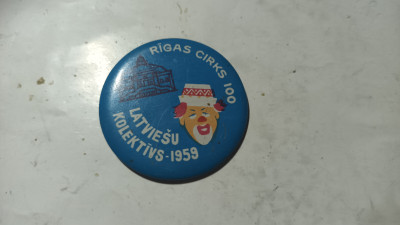 RĪGAS CIRKS 100
LATVIEŠU
KOLEKTĪVS-1959